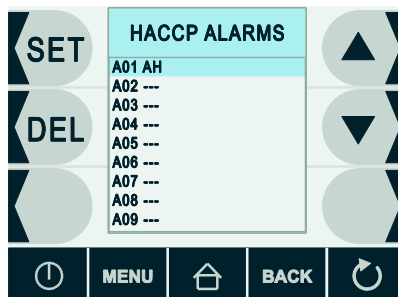 HACCP ALARMS
SET
DEL
A01 AH
A02 ---
A03 ---
A04 ---
A05 ---
A06 ---
A07 ---
A08 ---
A09 ---
MENU
BACK